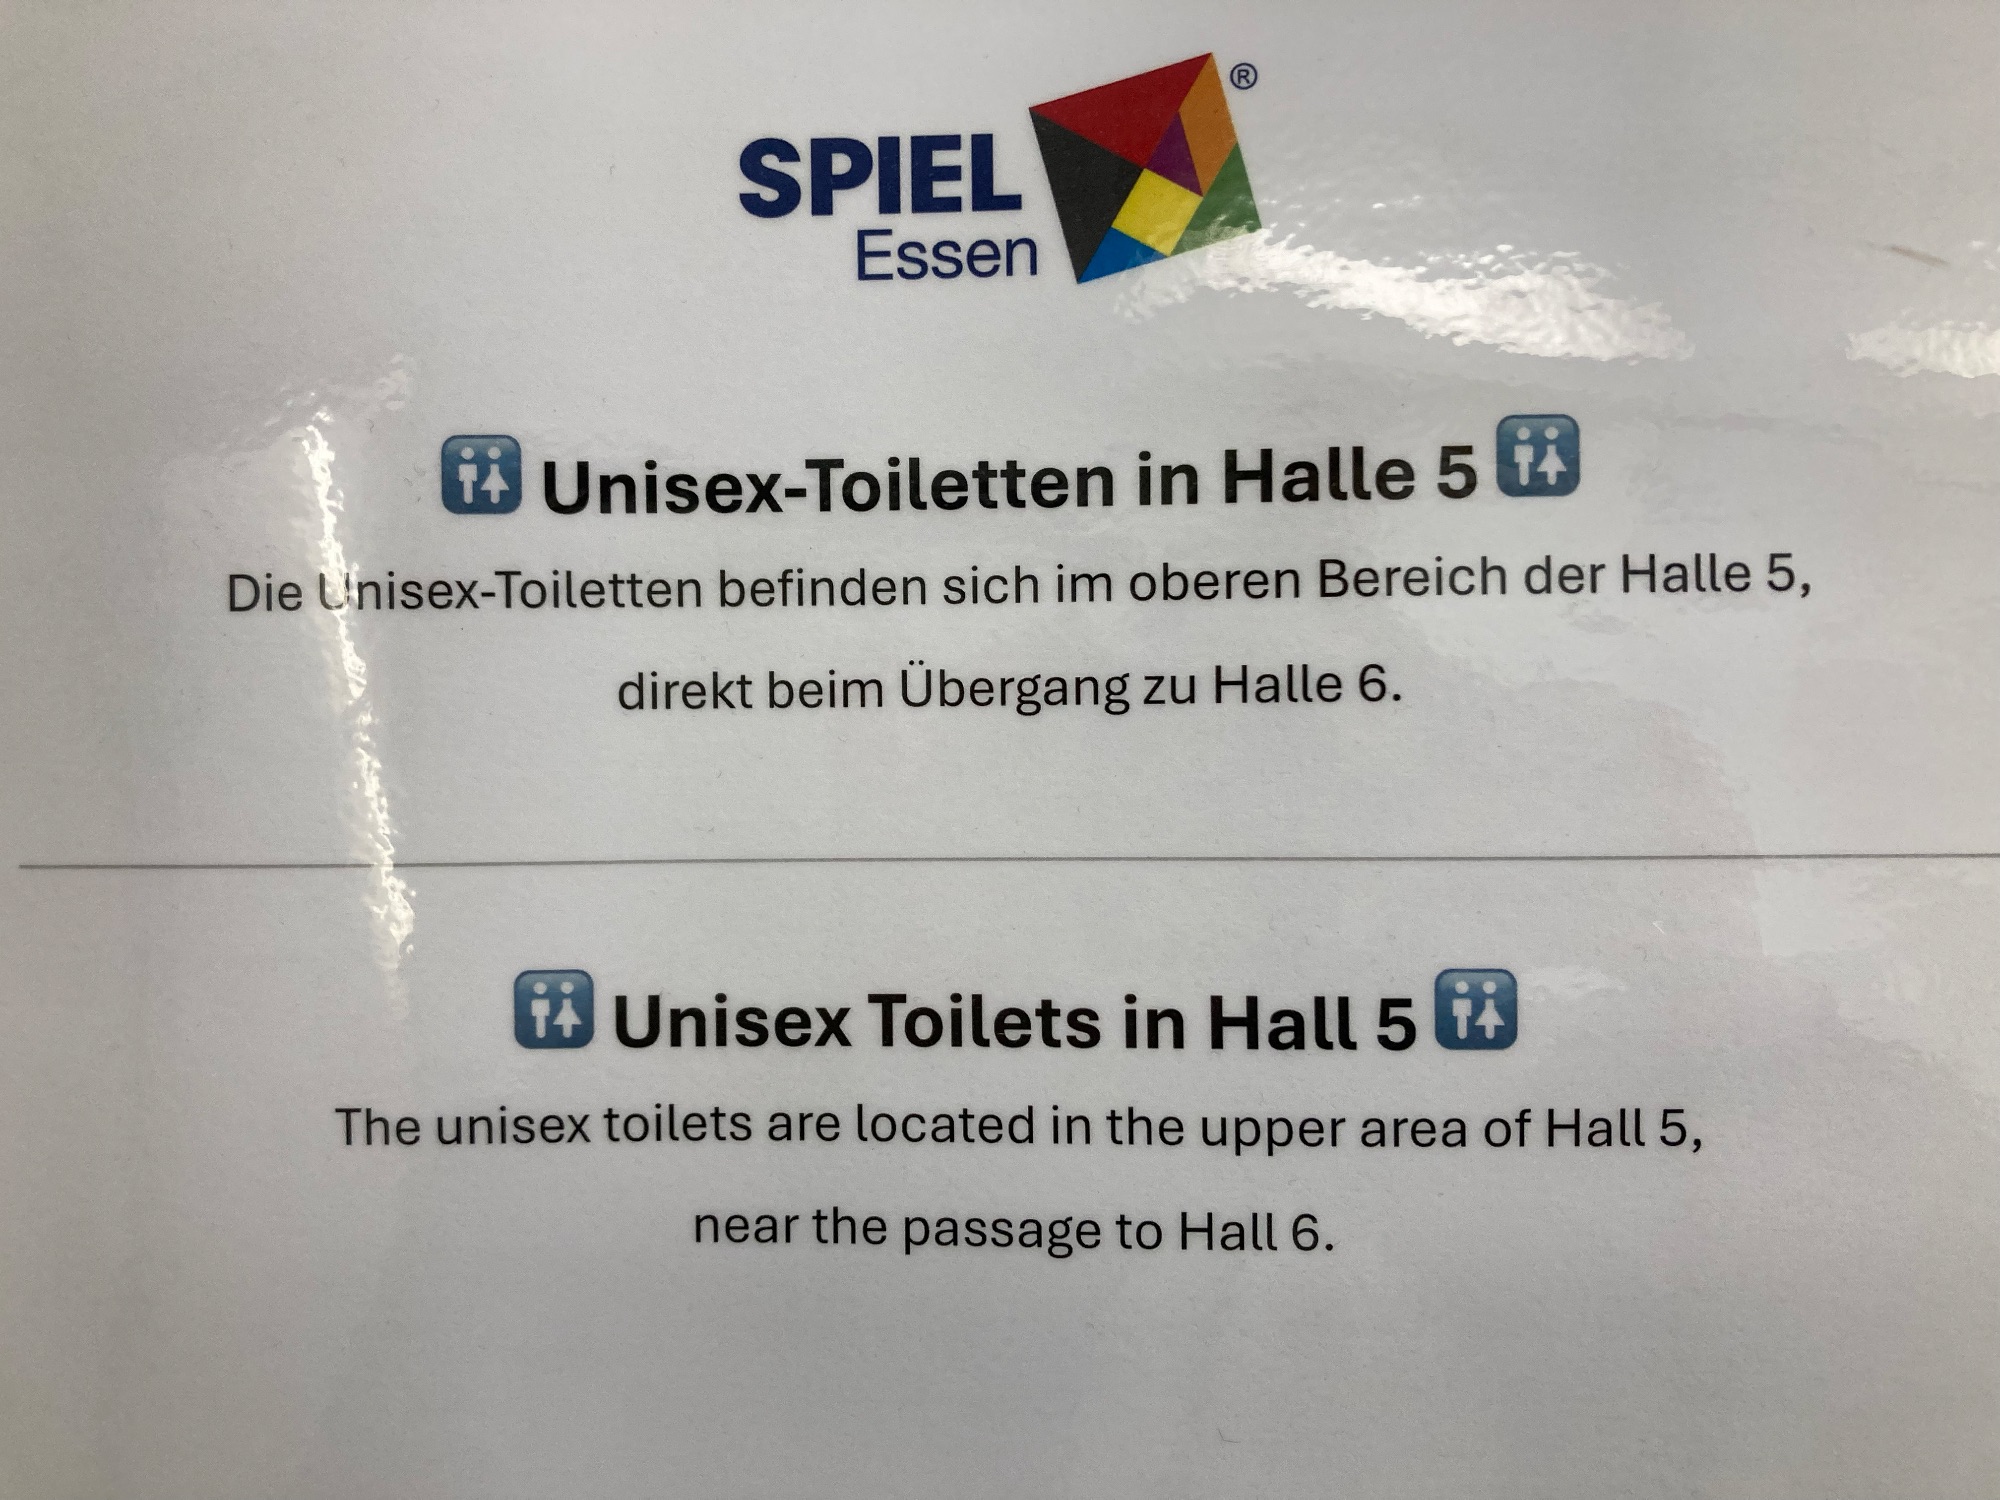 SPIEL ®
Essen
🚻 Unisex-Toiletten in Halle 5 🚻
Die Unisex-Toiletten befinden sich im oberen Bereich der Halle 5,
direkt beim Übergang zu Halle 6.
🚻 Unisex Toilets in Hall 5 🚻
The unisex toilets are located in the upper area of Hall 5,
near the passage to Hall 6.